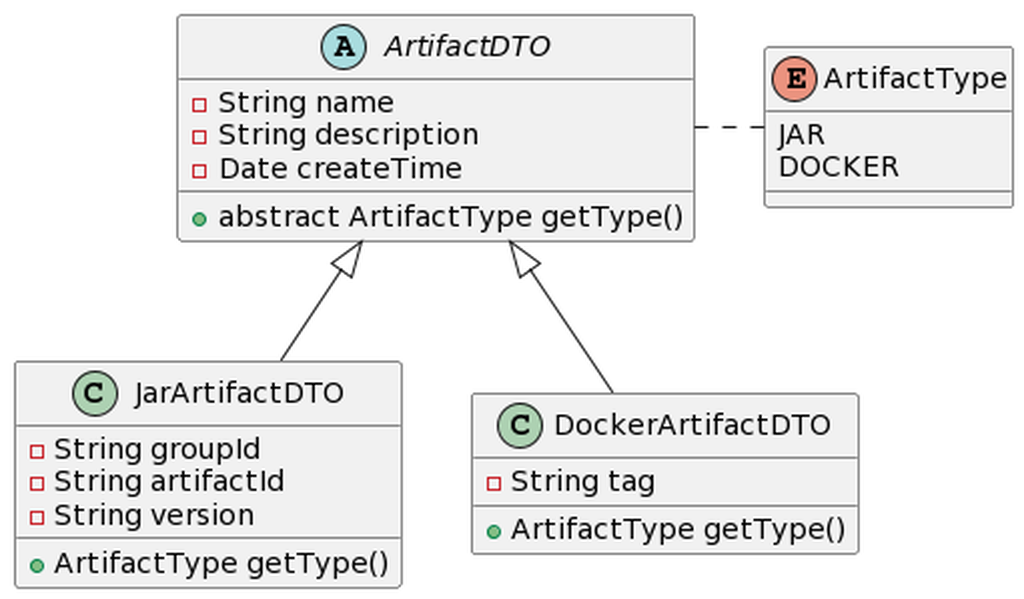 A ArtifactDTO
String name
String description
Date createTime
abstract ArtifactType getType()
E ArtifactType
JAR
DOCKER
C JarArtifactDTO
String groupId
String artifactId
String version
ArtifactType getType()
C DockerArtifactDTO
String tag
ArtifactType getType()